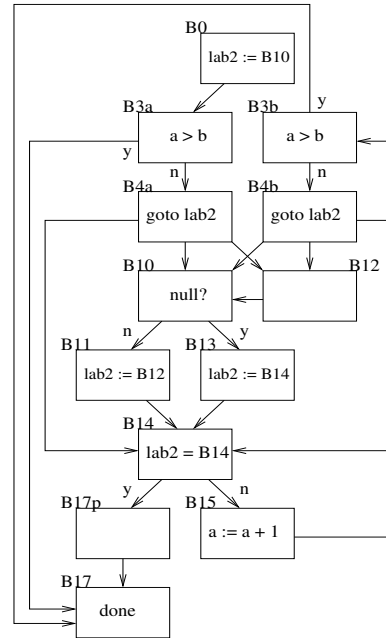 B0
lab2 := B10
y
B3a
B3b
a > b
a > b
y
n
n
B4a
B4b
goto lab2
goto lab2
B10
B12
null?
n
y
B11
B13
lab2 := B12
lab2 := B14
B14
lab2 = B14
y
n
B17p
B15
a := a + 1
B17
done